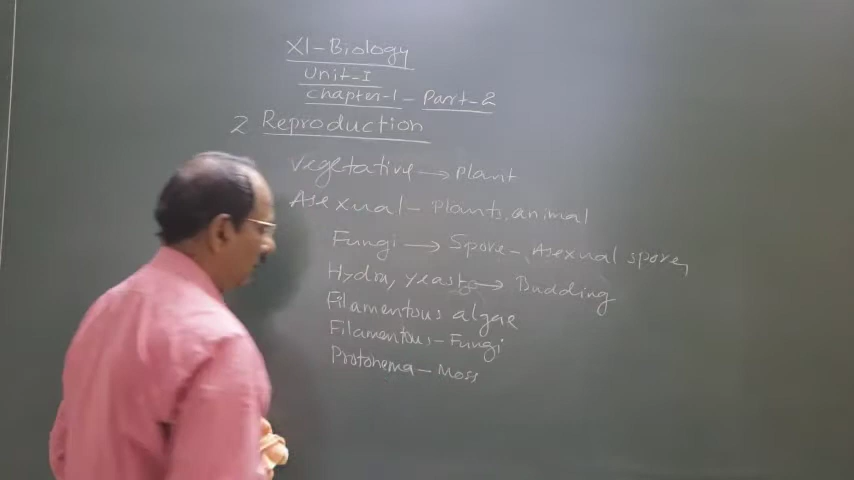 XI-Biology
Unit-I
Chapter-1 - Part-2
2 Reproduction
Vegetative → Plant
Asexual - Plants, animal
Fungi → Spore -, Asexual spore,
Hydra, yeast → Budding
Filamentous algae
Filamentous - Fungi
Protonema - Moss